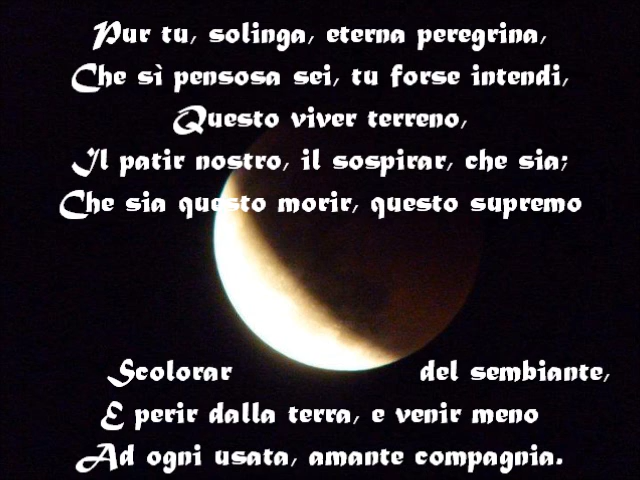 Pur tu, solinga, eterna peregrina,
Che sì pensosa sei, tu forse intendi,
Questo viver terreno,
Il patir nostro, il sospirar, che sia;
Che sia questo morir, questo supremo
Scolorar del sembiante,
E perir dalla terra, e venir meno
Ad ogni usata, amante compagnia.